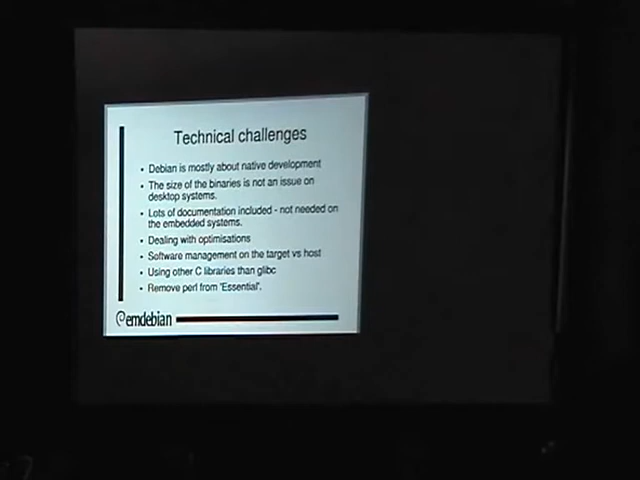 Technical challenges
• Debian is mostly about native development
• The size of the binaries is not an issue on
desktop systems.
• Lots of documentation included - not needed on
the embedded systems.
• Dealing with optimisations
• Software management on the target vs host
• Using other C libraries than glibc
• Remove perl from 'Essential'.
emdebian